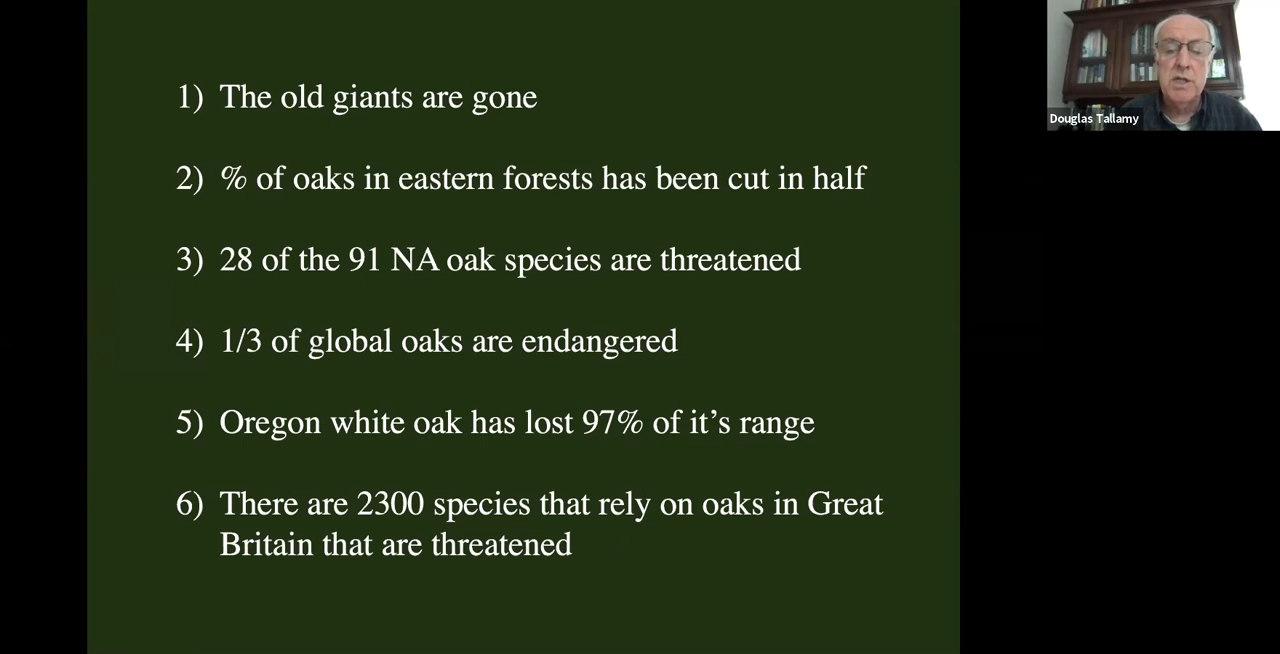 1) The old giants are gone
2) % of oaks in eastern forests has been cut in half
3) 28 of the 91 NA oak species are threatened
4) 1/3 of global oaks are endangered
5) Oregon white oak has lost 97% of it’s range
6) There are 2300 species that rely on oaks in Great
Britain that are threatened
Douglas Tallamy